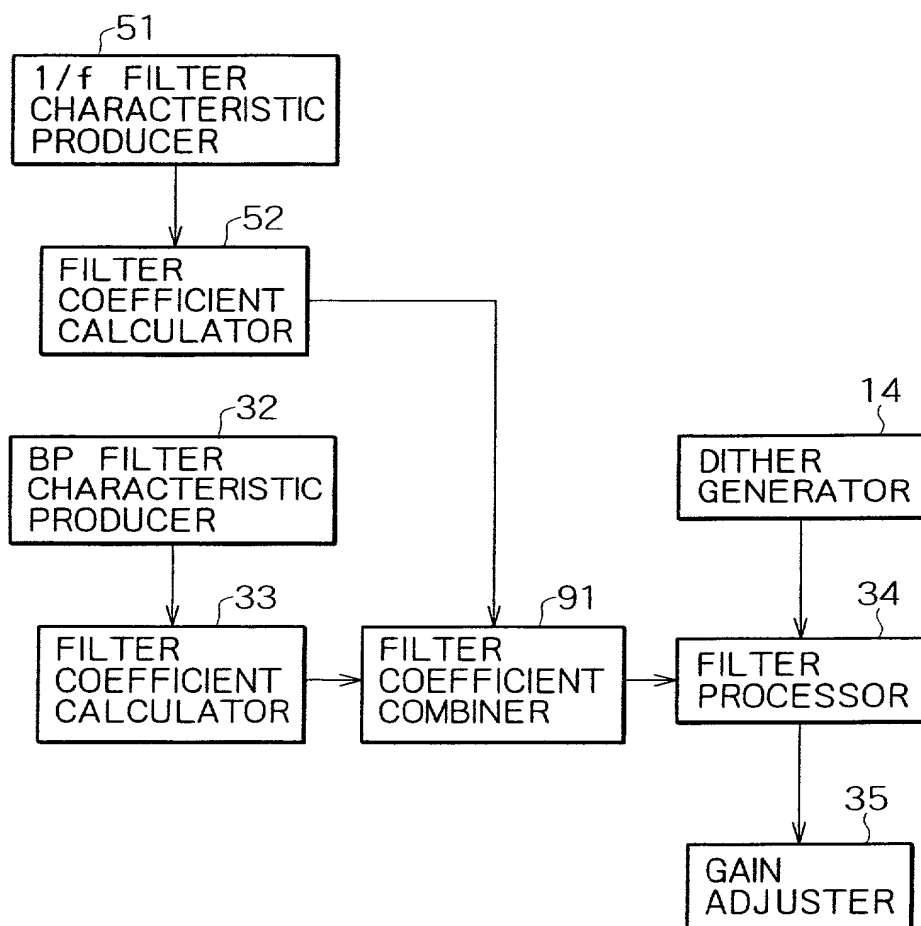 51
1/f FILTER
CHARACTERISTIC
PRODUCER
52
FILTER
COEFFICIENT
CALCULATOR
32
BP FILTER
CHARACTERISTIC
PRODUCER
14
DITHER
GENERATOR
33
FILTER
COEFFICIENT
CALCULATOR
91
FILTER
COEFFICIENT
COMBINER
34
FILTER
PROCESSOR
35
GAIN
ADJUSTER